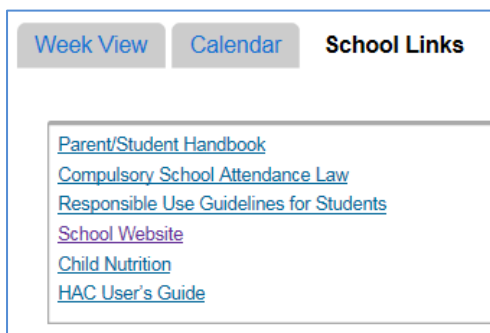 Week View Calendar School Links
Parent/Student Handbook
Compulsory School Attendance Law
Responsible Use Guidelines for Students
School Website
Child Nutrition
HAC User's Guide